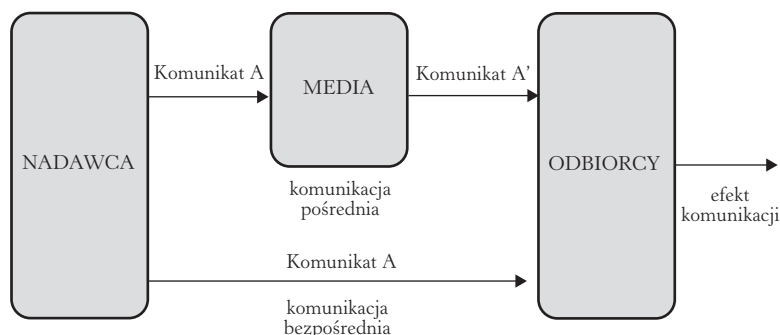 Komunikat A
MEDIA
Komunikat A’
NADAWCA
ODBIORCY
komunikacja
pośrednia
efekt
komunikacji
Komunikat A
komunikacja
bezpośrednia